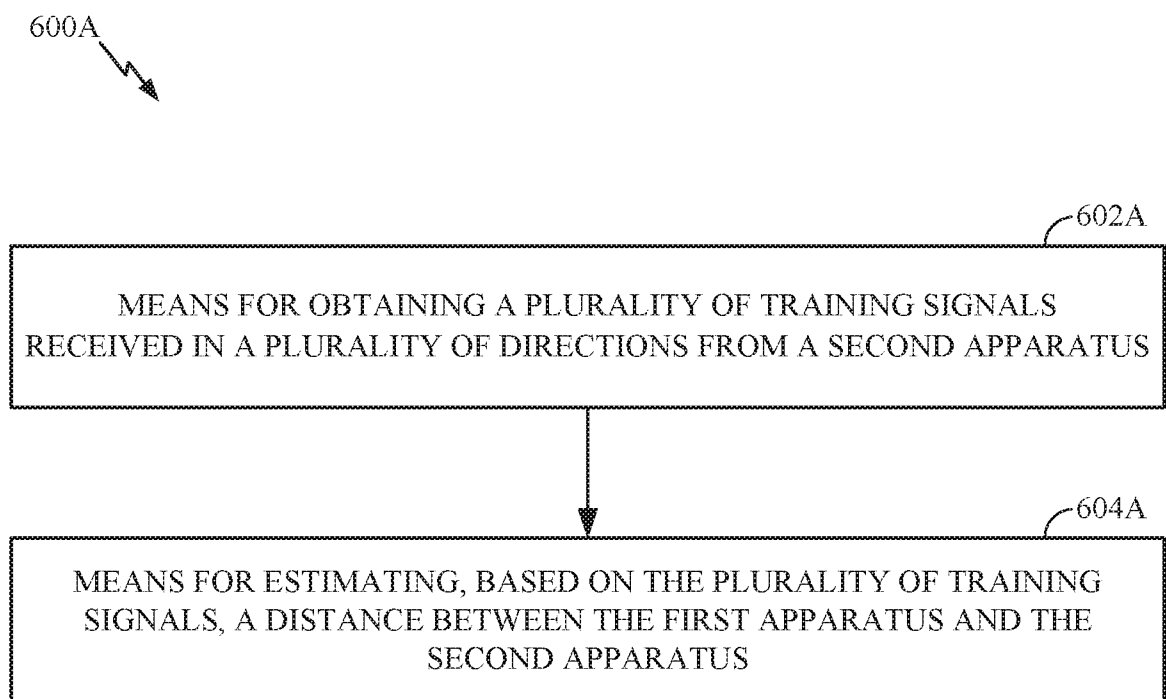 600A
602A
MEANS FOR OBTAINING A PLURALITY OF TRAINING SIGNALS
RECEIVED IN A PLURALITY OF DIRECTIONS FROM A SECOND APPARATUS
604A
MEANS FOR ESTIMATING, BASED ON THE PLURALITY OF TRAINING
SIGNALS, A DISTANCE BETWEEN THE FIRST APPARATUS AND THE
SECOND APPARATUS